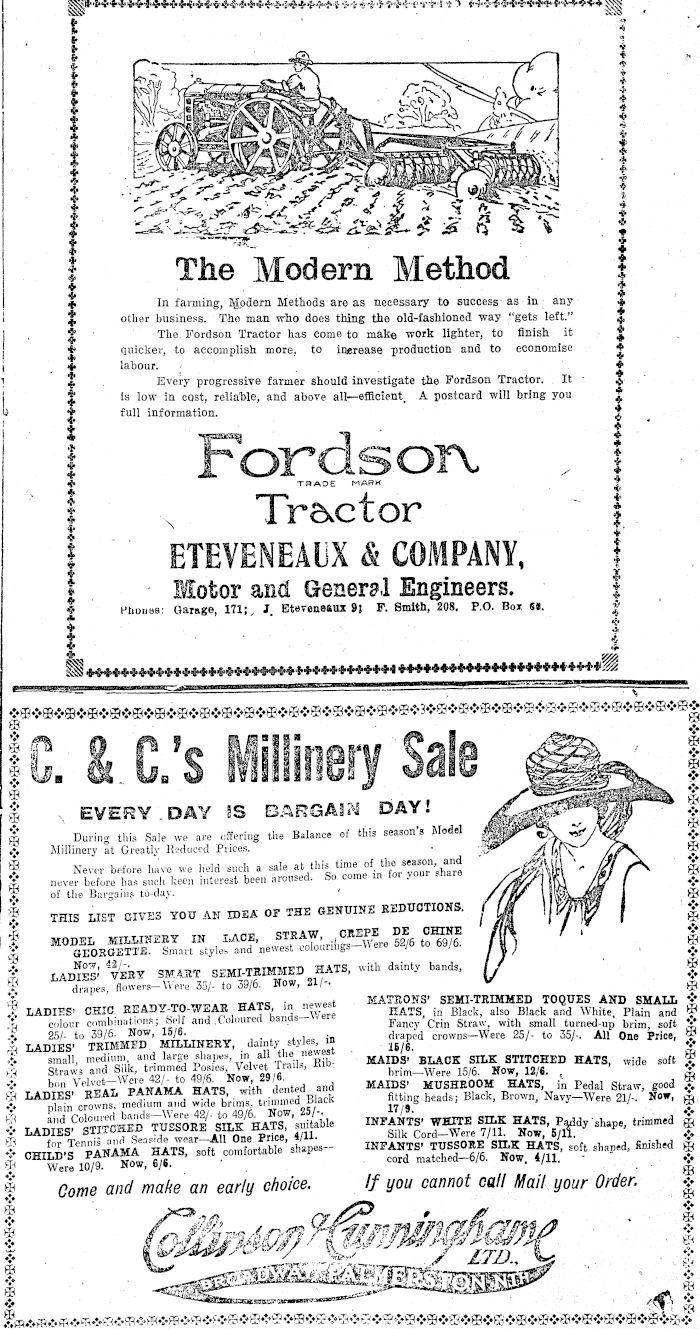 The Modern Method
In farming, Modern Methods are as necessary to success as in any
other business. The man who does thing the old-fashioned way "gets left."
The Fordson Tractor has come to make work lighter, to finish it
quicker, to accomplish more, to increase production and to economise
labour.
Every progressive farmer should investigate the Fordson Tractor. It
is low in cost, reliable, and above all—efficient. A postcard will bring you
full information.
Fordson
TRADE MARK
Tractor
ETEVENEAUX & COMPANY,
Motor and General Engineers.
Phones: Garage, 171; J. Eteveneaux 9; F. Smith, 208. P.O. Box
C. & C.'s Millinery Sale
EVERY DAY IS BARGAIN DAY!
During this Sale we are offering the Balance of this season's Model
Millinery at Greatly Reduced Prices.
Never before have we held such a sale at this time of the season, and
never before has such keen interest been aroused. So come in for your share
of the Bargains to-day.
THIS LIST GIVES YOU AN IDEA OF THE GENUINE REDUCTIONS.
MODEL MILLINERY IN LACE, STRAW, CREPE DE CHINE
GEORGETTE. Smart styles and newest colourings—Were 52/6 to 69/6.
Now, 42/-.
LADIES' VERY SMART SEMI-TRIMMED HATS, with dainty bands,
drapes, flowers—Were 35/- to 39/6. Now, 21/-.
LADIES' CHIC READY-TO-WEAR HATS, in newest
colour combinations; Self and Coloured bands—Were
25/- to 39/6. Now, 15/6.
LADIES' TRIMMED MILLINERY, dainty styles, in
small, medium, and large shapes, in all the newest
Straws and Silk, trimmed Posies, Velvet Trails, Rib-
bon Velvet—Were 42/- to 49/6. Now, 29/6.
LADIES' REAL PANAMA HATS, with dented and
plain crowns, medium and wide brims, trimmed Black
and Coloured bands—Were 42/- to 49/6. Now, 25/-.
LADIES' STITCHED TUSSORE SILK HATS, suitable
for Tennis and Seaside wear—All One Price, 4/11.
CHILD'S PANAMA HATS, soft comfortable shapes—
Were 10/9. Now, 6/6.
MATRONS' SEMI-TRIMMED TOQUES AND SMALL
HATS, in Black, also Black and White, Plain and
Fancy Crin Straw, with small turned-up brim, soft
draped crowns—Were 25/- to 35/-. All One Price,
15/6.
MAIDS' BLACK SILK STITCHED HATS, wide soft
brim—Were 15/6. Now, 12/6.
MAIDS' MUSHROOM HATS, in Pedal Straw, good
fitting heads; Black, Brown, Navy—Were 21/-. Now,
17/9.
INFANTS' WHITE SILK HATS, Paddy shape, trimmed
Silk Cord—Were 7/11. Now, 5/11.
INFANTS' TUSSORE SILK HATS, soft shaped, finished
cord matched—6/6. Now, 4/11.
Come and make an early choice. If you cannot call Mail your Order.
Collinson & Cunninghame
LTD.,
BROADWAY, PALMERSTON NTH.